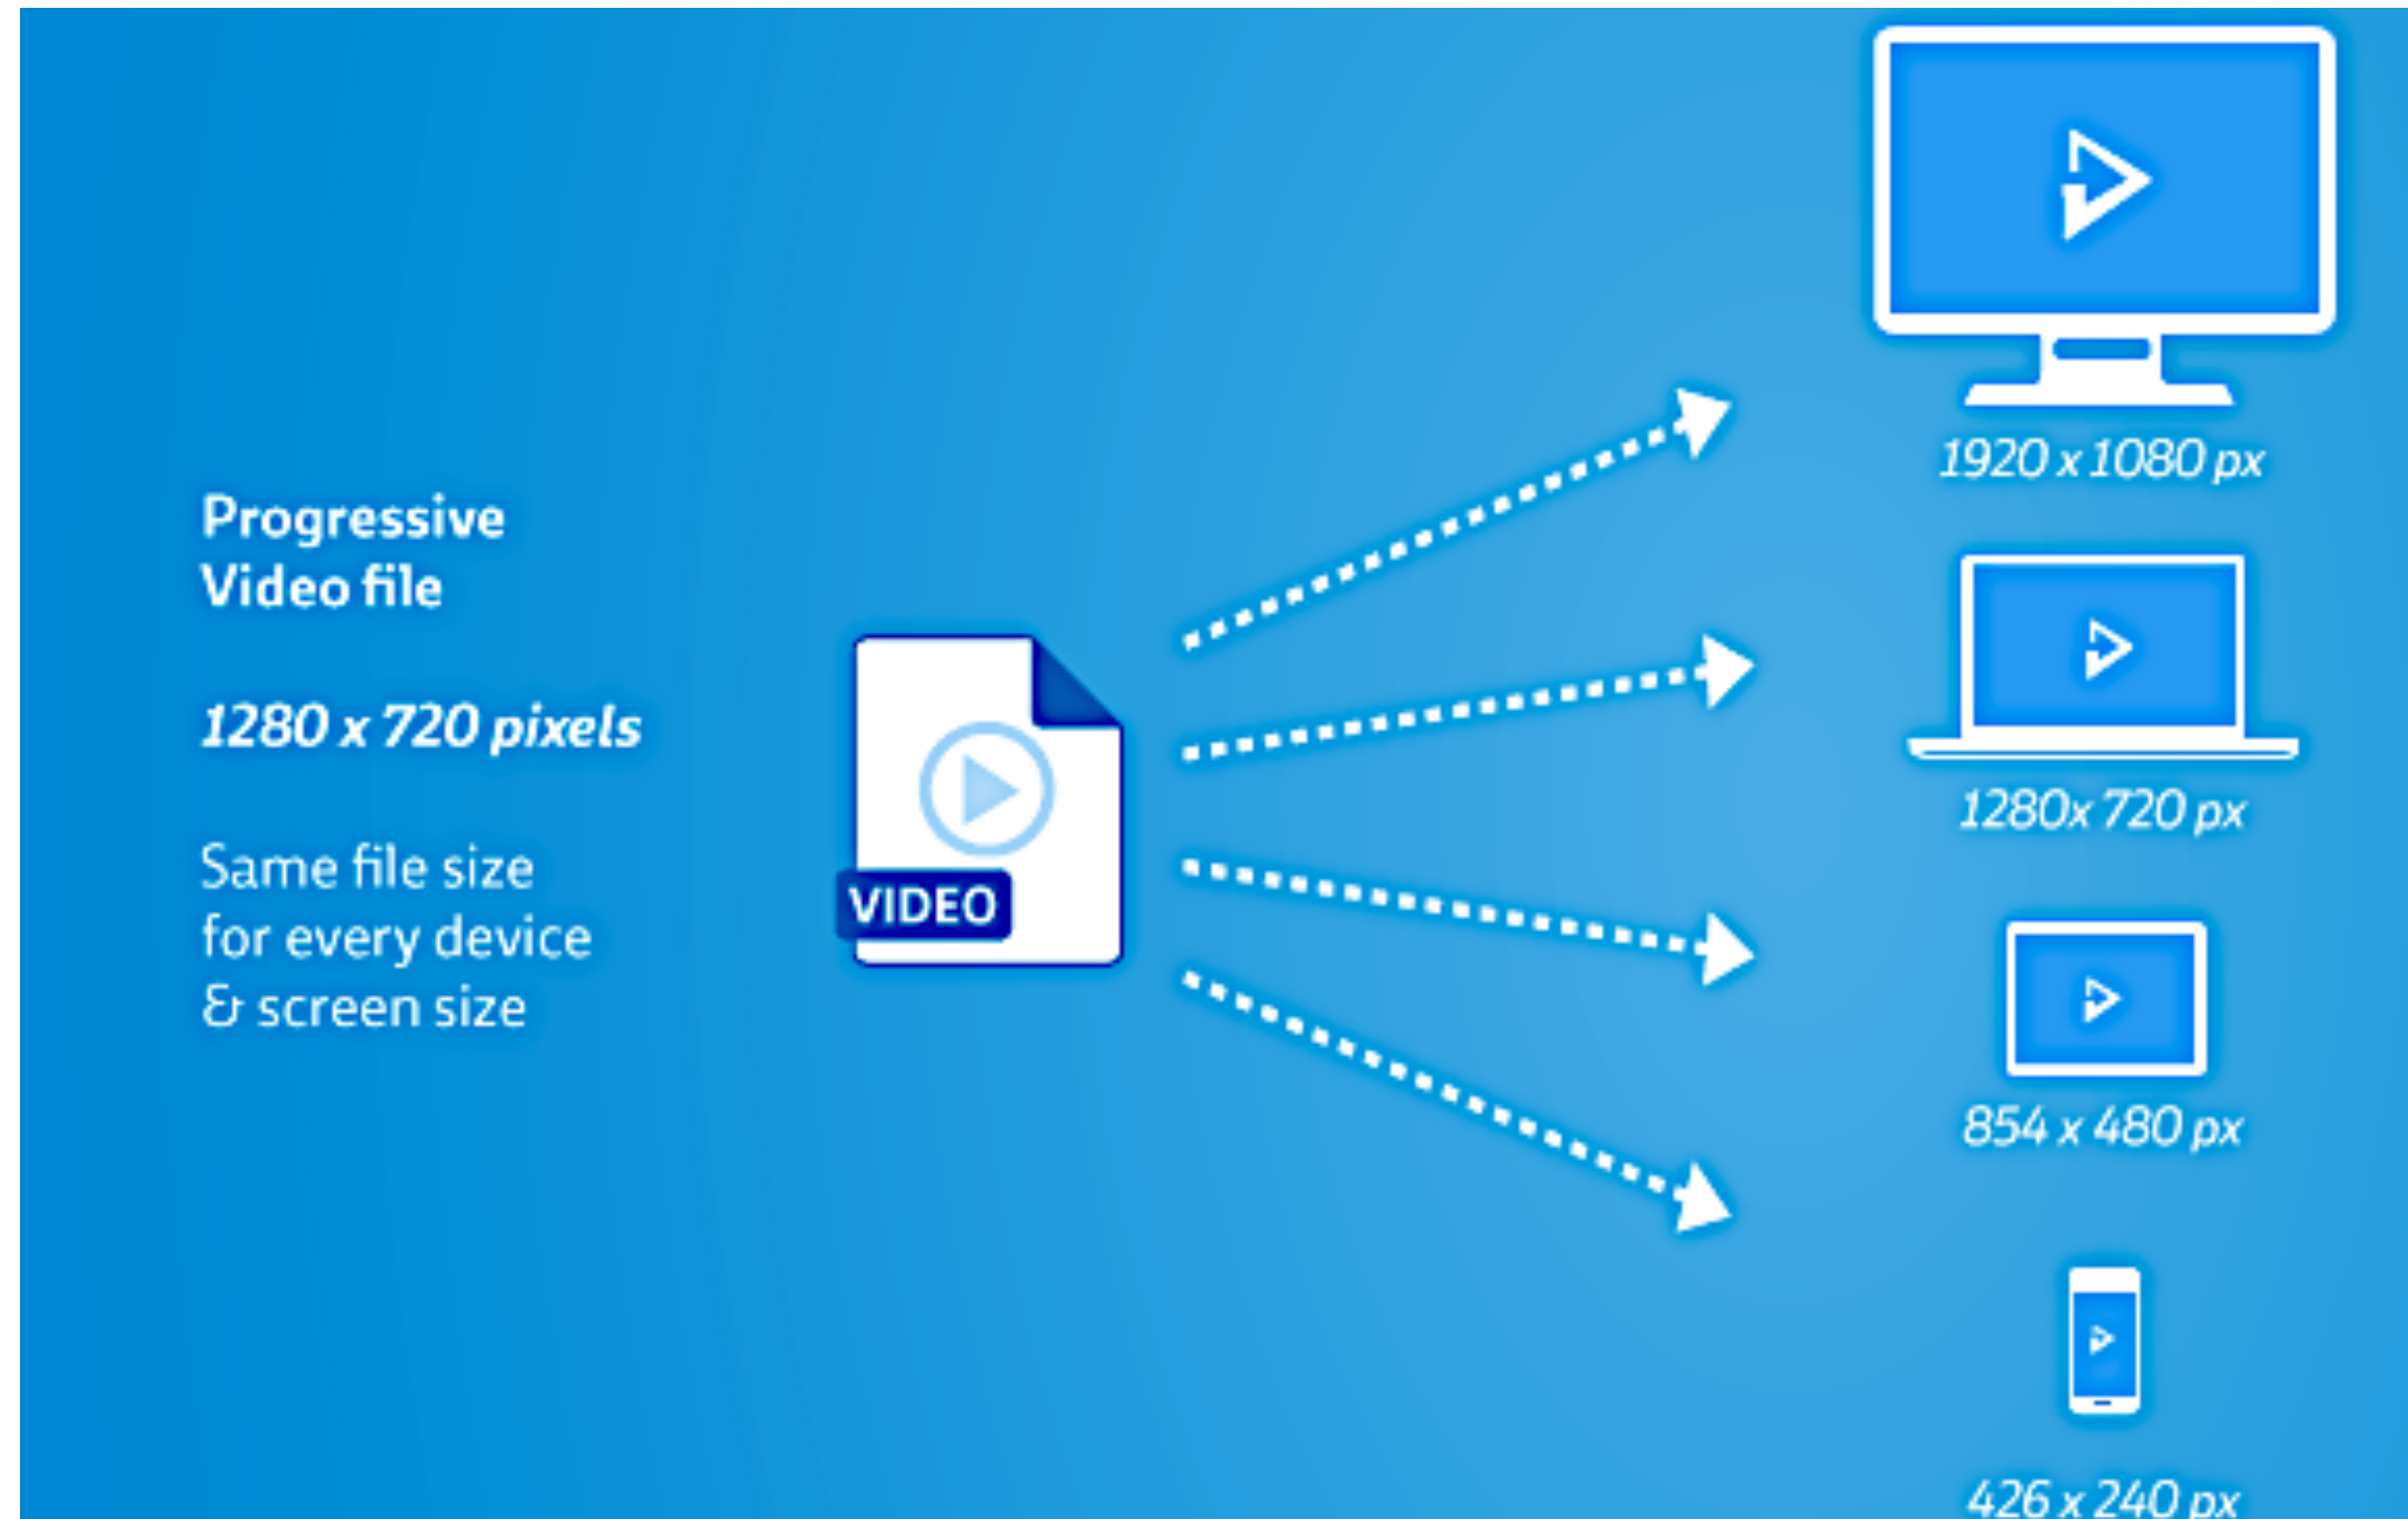 Progressive
Video file
1280 x 720 pixels
Same file size
for every device
& screen size
VIDEO
1920 x 1080 px
1280x 720 px
854 x 480 px
426 x 240 px